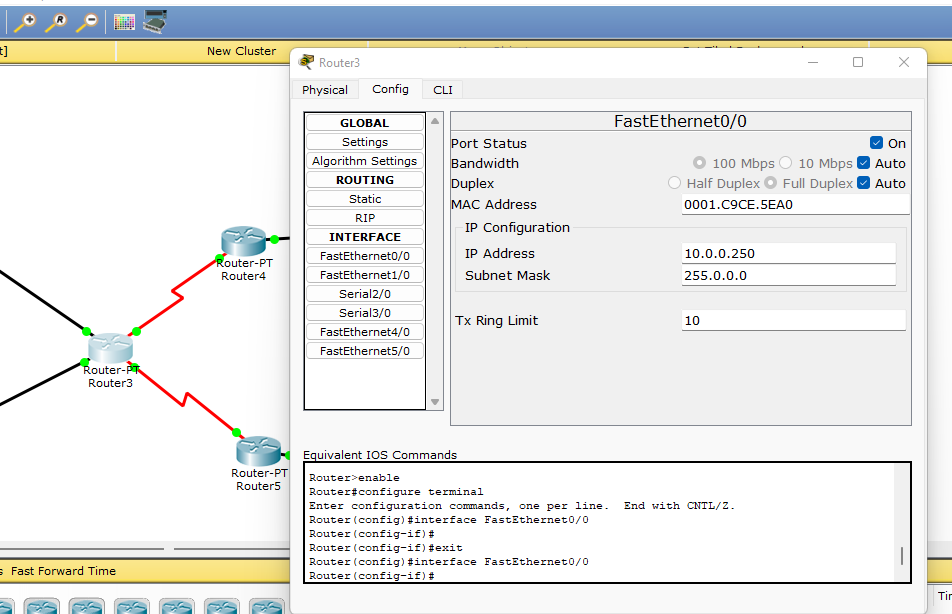 R
t]
New Cluster
Router3
Physical
Config
CLI
GLOBAL
Settings
Algorithm Settings
ROUTING
Static
RIP
INTERFACE
FastEthernet0/0
FastEthernet1/0
Serial2/0
Serial3/0
FastEthernet4/0
FastEthernet5/0
FastEthernet0/0
Port Status
On
Bandwidth
100 Mbps
10 Mbps
Auto
Duplex
Half Duplex
Full Duplex
Auto
MAC Address
0001.C9CE.5EA0
IP Configuration
IP Address
10.0.0.250
Subnet Mask
255.0.0.0
Tx Ring Limit
10
Equivalent IOS Commands
Router>enable
Router#configure terminal
Enter configuration commands, one per line.  End with CNTL/Z.
Router(config)#interface FastEthernet0/0
Router(config-if)#
Router(config-if)#exit
Router(config)#interface FastEthernet0/0
Router(config-if)#
Router-PT
Router4
Router-PT
Router3
Router-PT
Router5
s Fast Forward Time
Tir